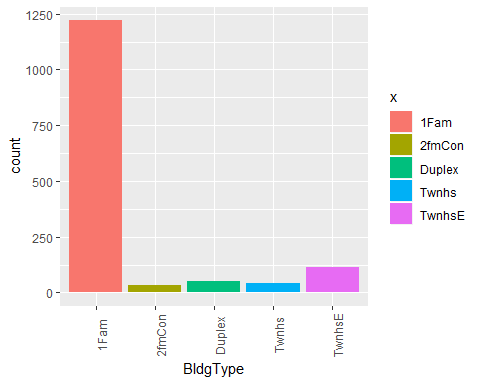 1250
1000
750
500
250
0
count
1Fam
2fmCon
Duplex
Twnhs
TwnhsE
BldgType
x
1Fam
2fmCon
Duplex
Twnhs
TwnhsE